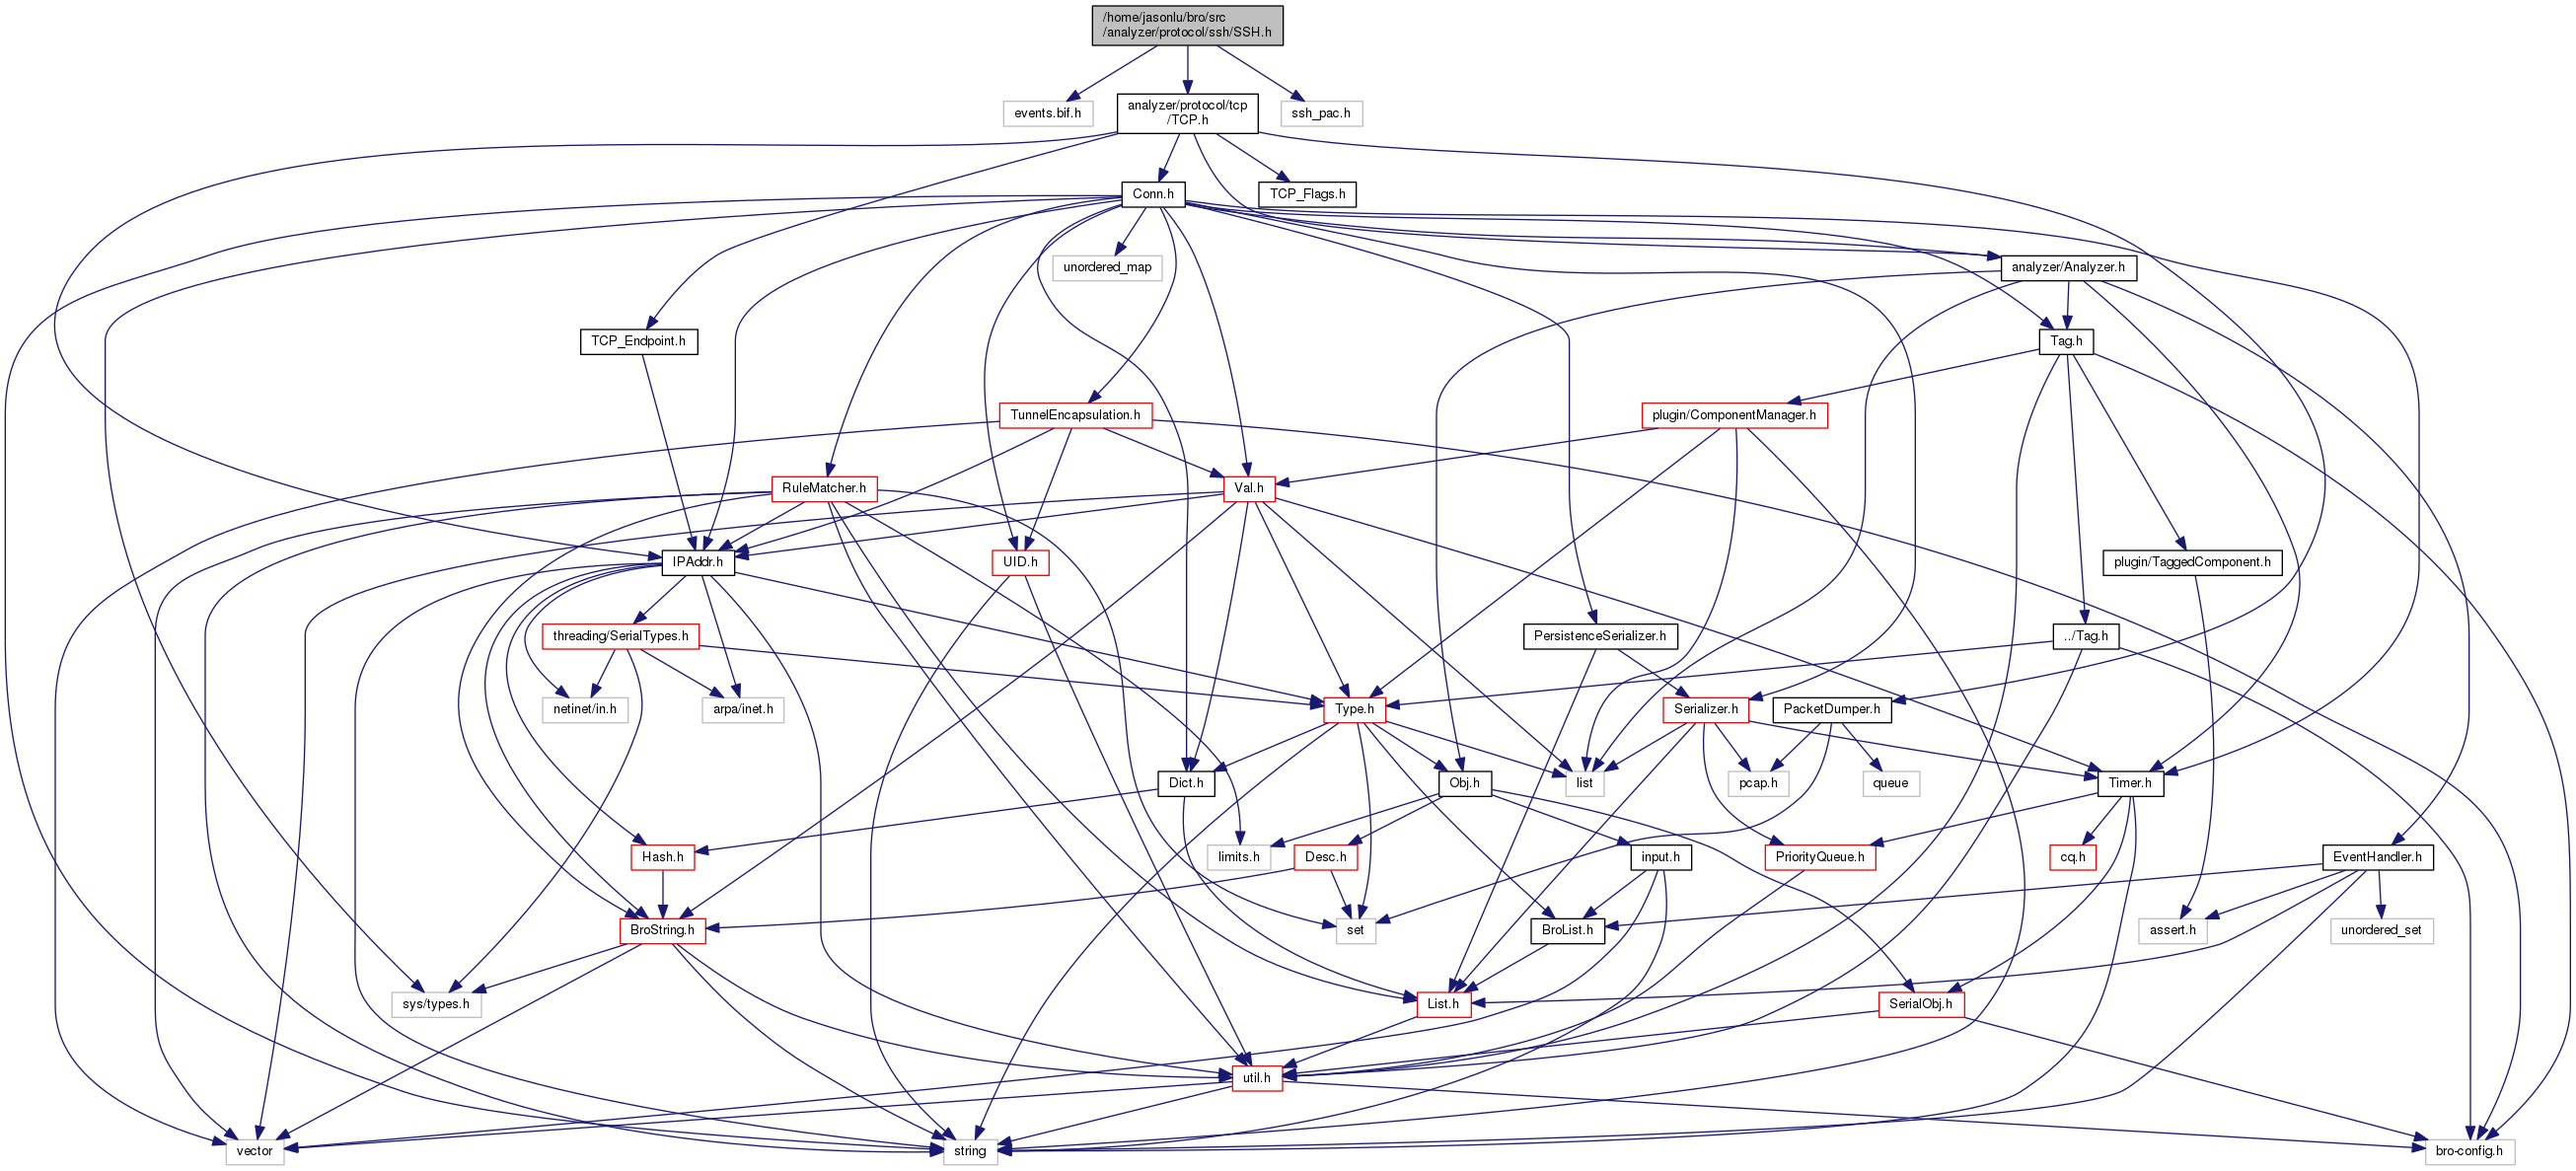 /home/jasonlu/bro/src
/analyzer/protocol/ssh/SSH.h
events.bif.h
analyzer/protocol/tcp
/TCP.h
ssh_pac.h
Conn.h
TCP_Flags.h
unordered_map
analyzer/Analyzer.h
TCP_Endpoint.h
Tag.h
TunnelEncapsulation.h
plugin/ComponentManager.h
RuleMatcher.h
Val.h
IPAddr.h
UID.h
plugin/TaggedComponent.h
threading/SerialTypes.h
PersistenceSerializer.h
../Tag.h
netinet/in.h
arpa/inet.h
Type.h
Serializer.h
PacketDumper.h
Dict.h
Obj.h
list
pcap.h
queue
Timer.h
Hash.h
limits.h
Desc.h
input.h
PriorityQueue.h
cq.h
EventHandler.h
BroString.h
set
BroList.h
assert.h
unordered_set
sys/types.h
List.h
SerialObj.h
util.h
vector
string
bro-config.h